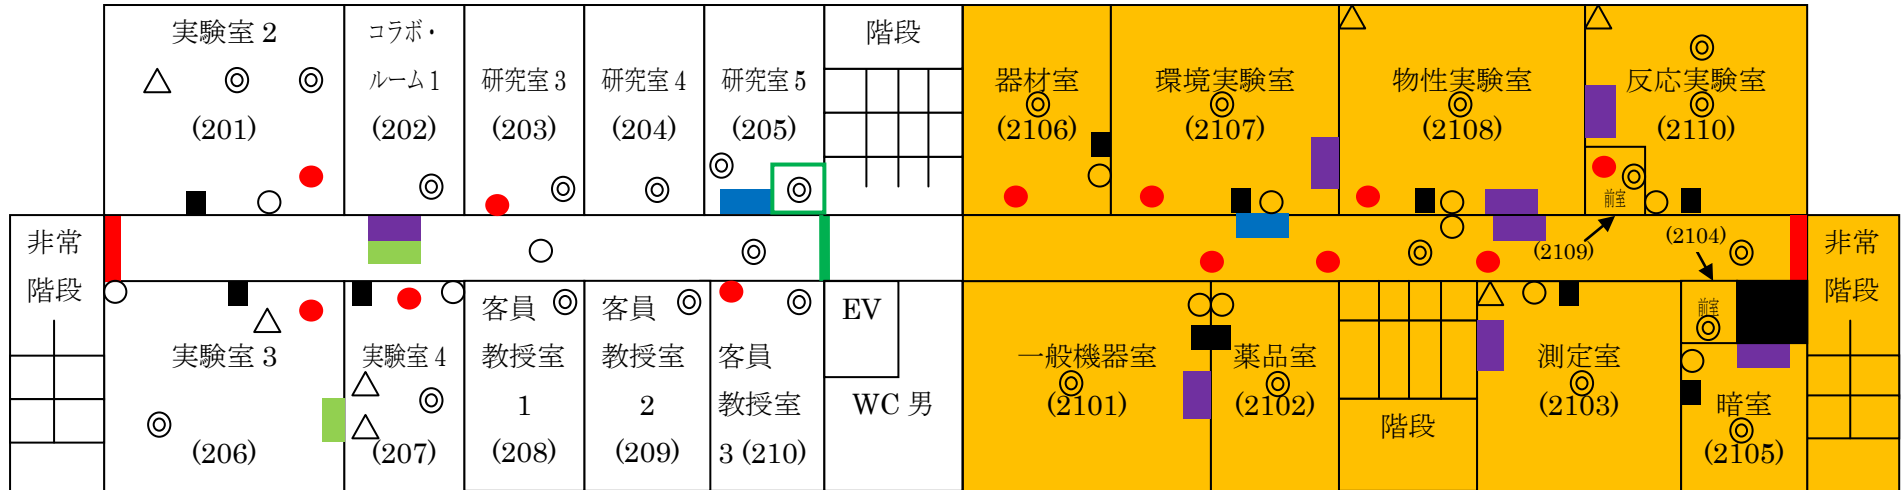 実験室 2
(201)
コラボ・
ルーム 1
(202)
研究室 3
(203)
研究室 4
(204)
研究室 5
(205)
階段
器材室
(2106)
環境実験室
(2107)
物性実験室
(2108)
反応実験室
(2110)
前室
(2109)
(2104)
非常
階段
非常
階段
実験室 3
(206)
実験室 4
(207)
客員
教授室
1
(208)
客員
教授室
2
(209)
客員
教授室
3 (210)
EV
WC 男
一般機器室
(2101)
薬品室
(2102)
階段
測定室
(2103)
前室
暗室
(2105)